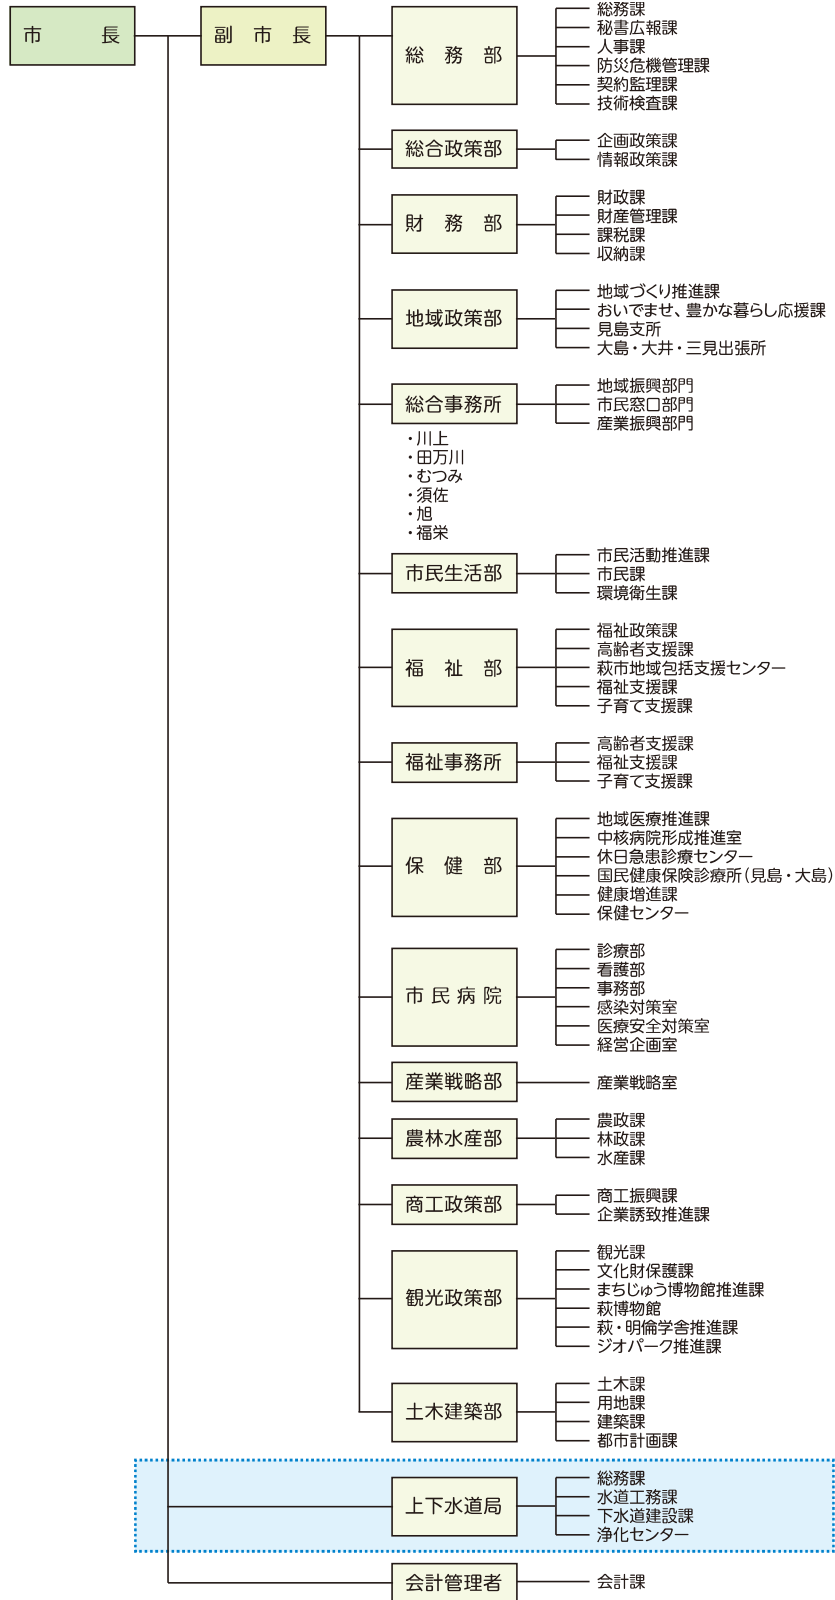 市 長
副 市 長
総 務 部
総務課
秘書広報課
人事課
防災危機管理課
契約監理課
技術検査課
総合政策部
企画政策課
情報政策課
財 務 部
財政課
財産管理課
課税課
収納課
地域政策部
地域づくり推進課
おいでませ、豊かな暮らし応援課
見島支所
大島・大井・三見出張所
総合事務所
・川上
・田万川
・むつみ
・須佐
・旭
・福栄
地域振興部門
市民窓口部門
産業振興部門
市民生活部
市民活動推進課
市民課
環境衛生課
福 祉 部
福祉政策課
高齢者支援課
萩市地域包括支援センター
福祉支援課
子育て支援課
福祉事務所
高齢者支援課
福祉支援課
子育て支援課
保 健 部
地域医療推進課
中核病院形成推進室
休日急患診療センター
国民健康保険診療所(見島・大島)
健康増進課
保健センター
市 民 病 院
診療部
看護部
事務部
感染対策室
医療安全対策室
経営企画室
産業戦略部
産業戦略室
農林水産部
農政課
林政課
水産課
商工政策部
商工振興課
企業誘致推進課
観光政策部
観光課
文化財保護課
まちじゅう博物館推進課
萩博物館
萩・明倫学舎推進課
ジオパーク推進課
土木建築部
土木課
用地課
建築課
都市計画課
上下水道局
総務課
水道工務課
下水道建設課
浄化センター
会計管理者
会計課